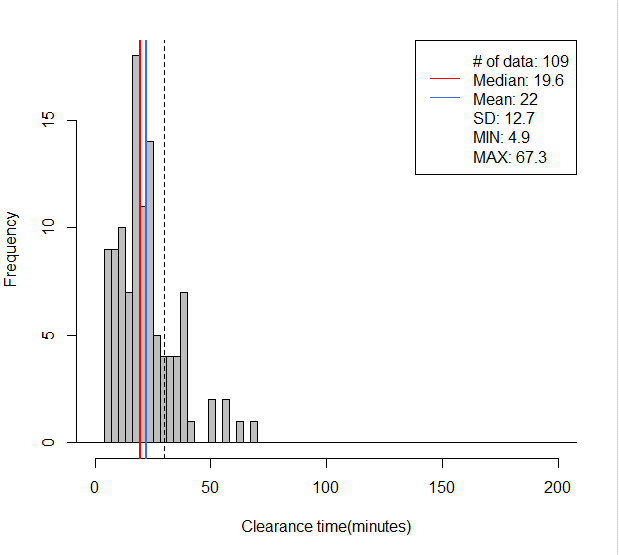 # of data: 109
Median: 19.6
Mean: 22
SD: 12.7
MIN: 4.9
MAX: 67.3
15
10
5
0
Frequency
0 50 100 150 200
Clearance time(minutes)